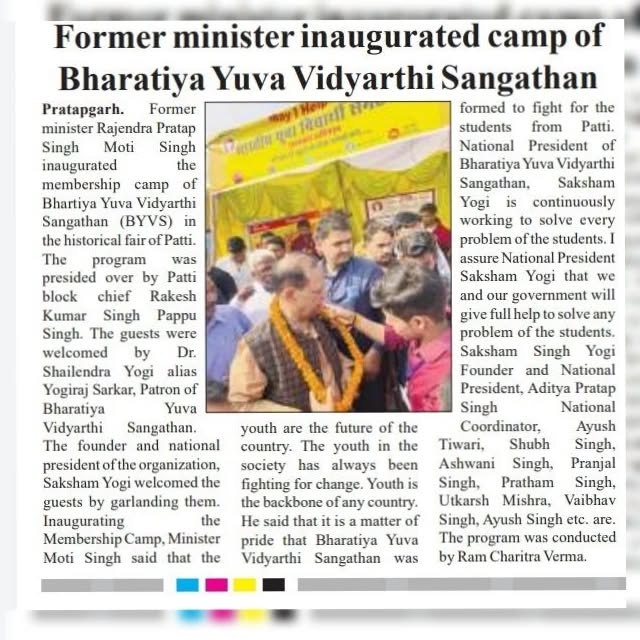 Former minister inaugurated camp of
Bharatiya Yuva Vidyarthi Sangathan
Pratapgarh. Former
minister Rajendra Pratap
Singh Moti Singh
inaugurated the
membership camp of
Bhartiya Yuva Vidyarthi
Sangathan (BYVS) in
the historical fair of Patti.
The program was
presided over by Patti
block chief Rakesh
Kumar Singh Pappu
Singh. The guests were
welcomed by Dr.
Shailendra Yogi alias
Yogiraj Sarkar, Patron of
Bharatiya Yuva
Vidyarthi Sangathan.
The founder and national
president of the organization,
Saksham Yogi welcomed the
guests by garlanding them.
Inaugurating the
Membership Camp, Minister
Moti Singh said that the
may I Help
भारतीय युवा विद्यार्थी संगठन
youth are the future of the
country. The youth in the
society has always been
fighting for change. Youth is
the backbone of any country.
He said that it is a matter of
pride that Bharatiya Yuva
Vidyarthi Sangathan was
formed to fight for the
students from Patti.
National President of
Bharatiya Yuva Vidyarthi
Sangathan, Saksham
Yogi is continuously
working to solve every
problem of the students. I
assure National President
Saksham Yogi that we
and our government will
give full help to solve any
problem of the students.
Saksham Singh Yogi
Founder and National
President, Aditya Pratap
Singh National
Coordinator, Ayush
Tiwari, Shubh Singh,
Ashwani Singh, Pranjal
Singh, Pratham Singh,
Utkarsh Mishra, Vaibhav
Singh, Ayush Singh etc. are.
The program was conducted
by Ram Charitra Verma.